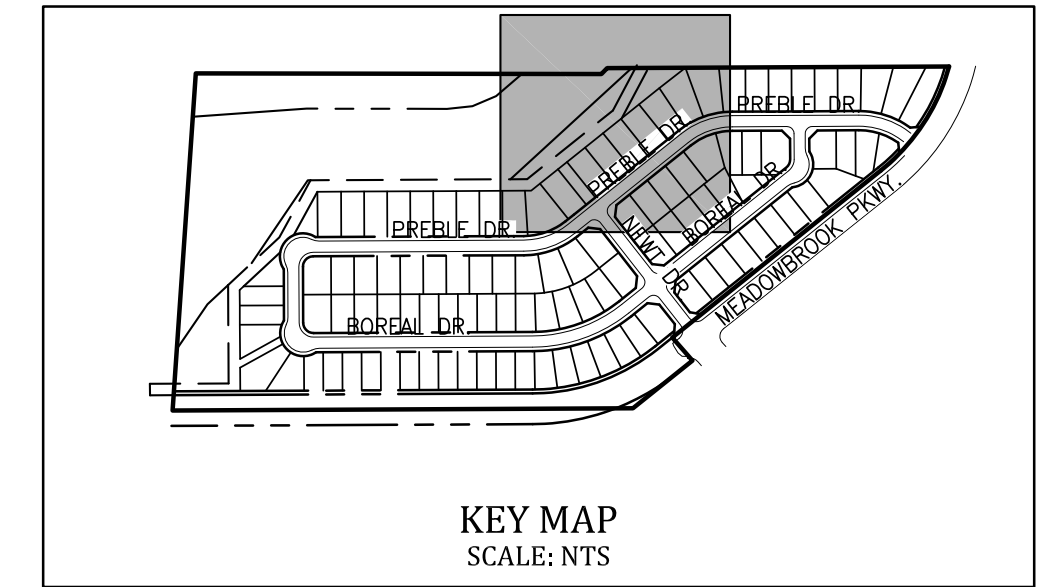 PREBLE DR.
PREBLE DR.
BOREAL DR.
PREBLE DR.
NEWT DR.
MEADOWBROOK PKWY.
BOREAL DR.
KEY MAP
SCALE: NTS